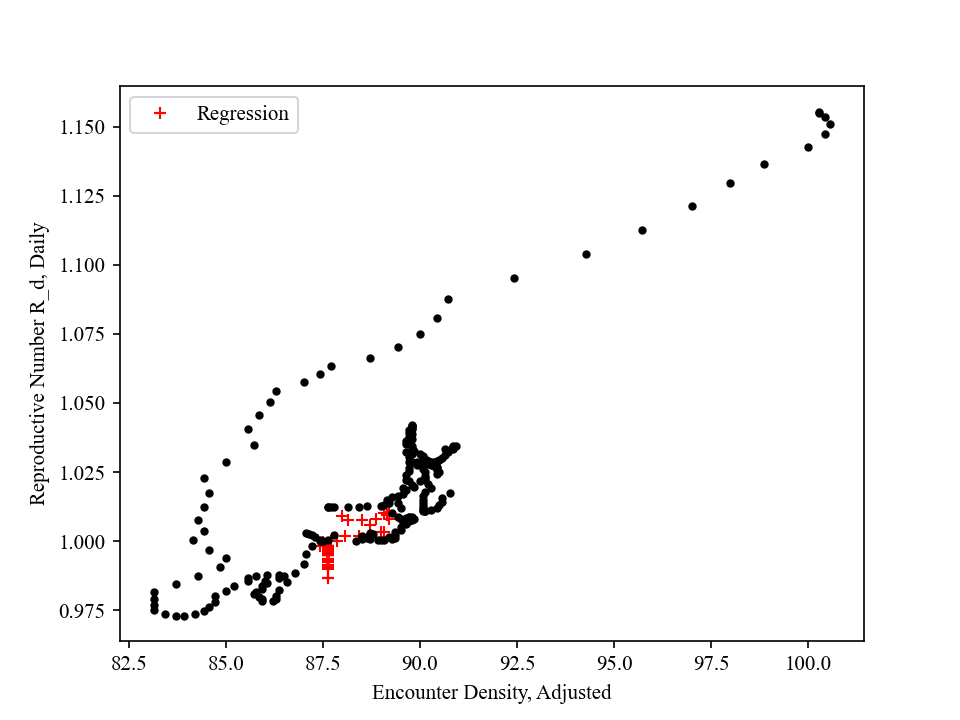 Regression
1.150
1.125
1.100
1.075
1.050
1.025
1.000
0.975
Reproductive Number R_d, Daily
82.5 85.0 87.5 90.0 92.5 95.0 97.5 100.0
Encounter Density, Adjusted